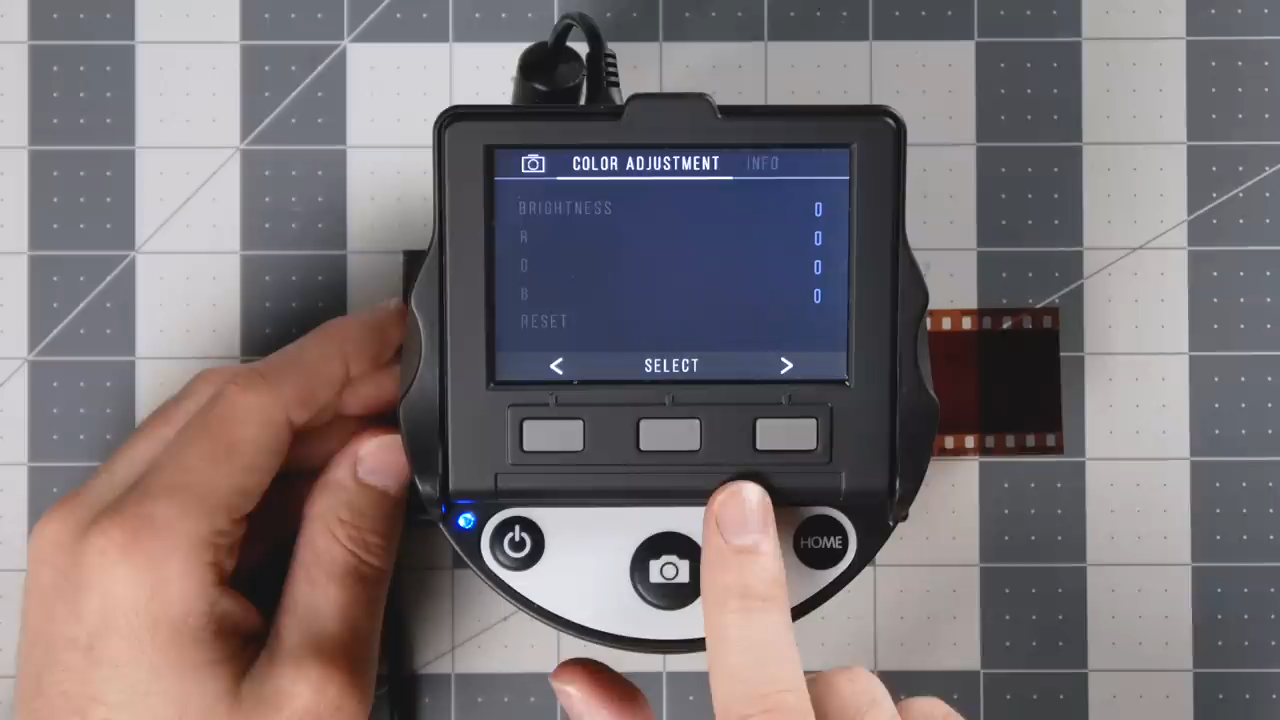 COLOR ADJUSTMENT INFO
BRIGHTNESS 0
R 0
G 0
B 0
RESET
< SELECT >
HOME